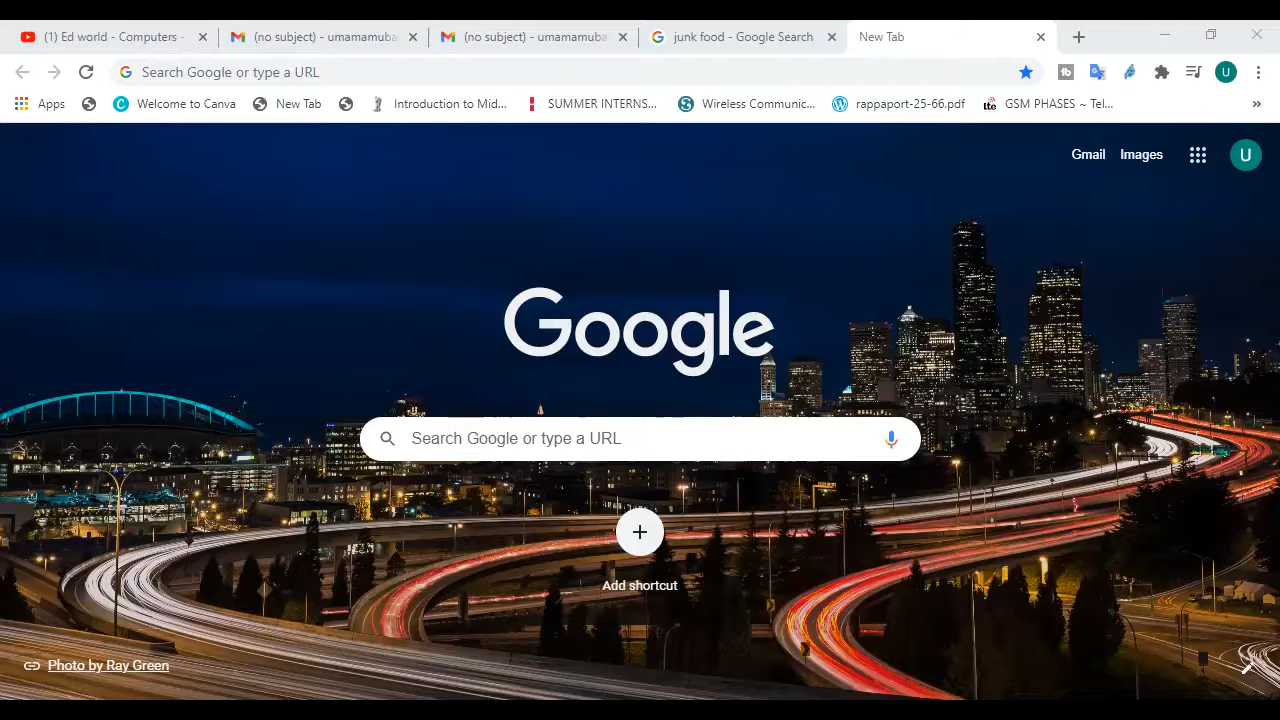 (1) Ed world - Computers -
(no subject) - umamamuba
(no subject) - umamamuba
junk food - Google Search
New Tab
Search Google or type a URL
U
Apps
Welcome to Canva
New Tab
Introduction to Mid...
SUMMER INTERNS...
Wireless Communic...
rappaport-25-66.pdf
lte
GSM PHASES ~ Tel...
»
Gmail
Images
U
Google
Search Google or type a URL
Add shortcut
Photo by Ray Green